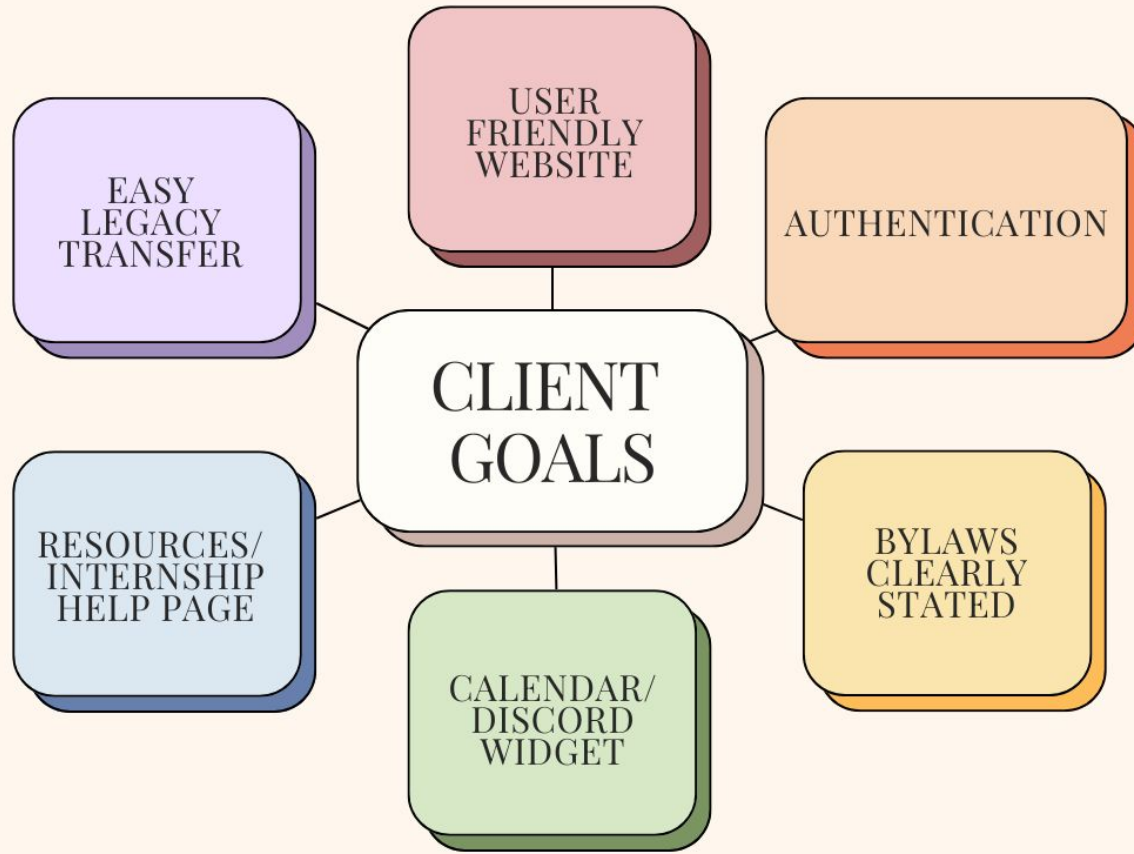 USER
FRIENDLY
WEBSITE
EASY
LEGACY
TRANSFER
AUTHENTICATION
CLIENT
GOALS
RESOURCES/
INTERNSHIP
HELP PAGE
BYLAWS
CLEARLY
STATED
CALENDAR/
DISCORD
WIDGET